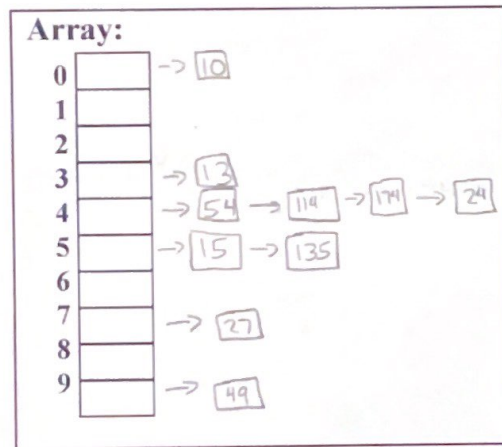 Array:
0 → 10
1
2
3 → 13
4 → 54 → 114 → 174 → 24
5 → 15 → 135
6
7 → 27
8
9 → 49